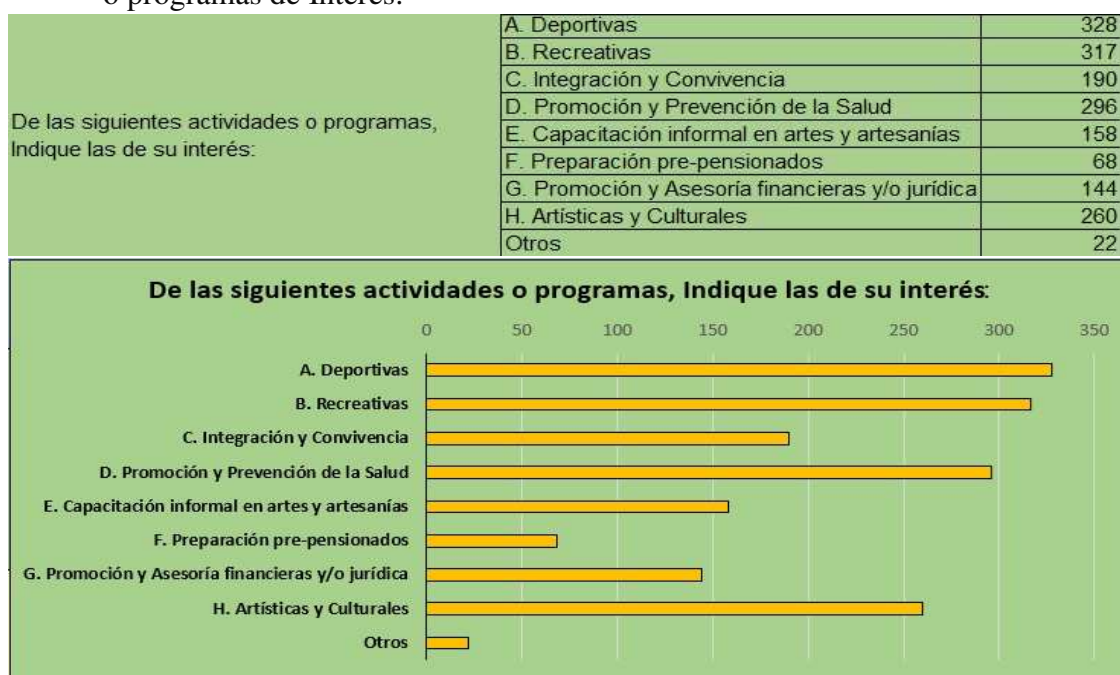 o programas de Interés:
De las siguientes actividades o programas,
Indique las de su interés:
A. Deportivas 328
B. Recreativas 317
C. Integración y Convivencia 190
D. Promoción y Prevención de la Salud 296
E. Capacitación informal en artes y artesanías 158
F. Preparación pre-pensionados 68
G. Promoción y Asesoría financieras y/o jurídica 144
H. Artísticas y Culturales 260
Otros 22
De las siguientes actividades o programas, Indique las de su interés:
0 50 100 150 200 250 300 350
A. Deportivas
B. Recreativas
C. Integración y Convivencia
D. Promoción y Prevención de la Salud
E. Capacitación informal en artes y artesanías
F. Preparación pre-pensionados
G. Promoción y Asesoría financieras y/o jurídica
H. Artísticas y Culturales
Otros